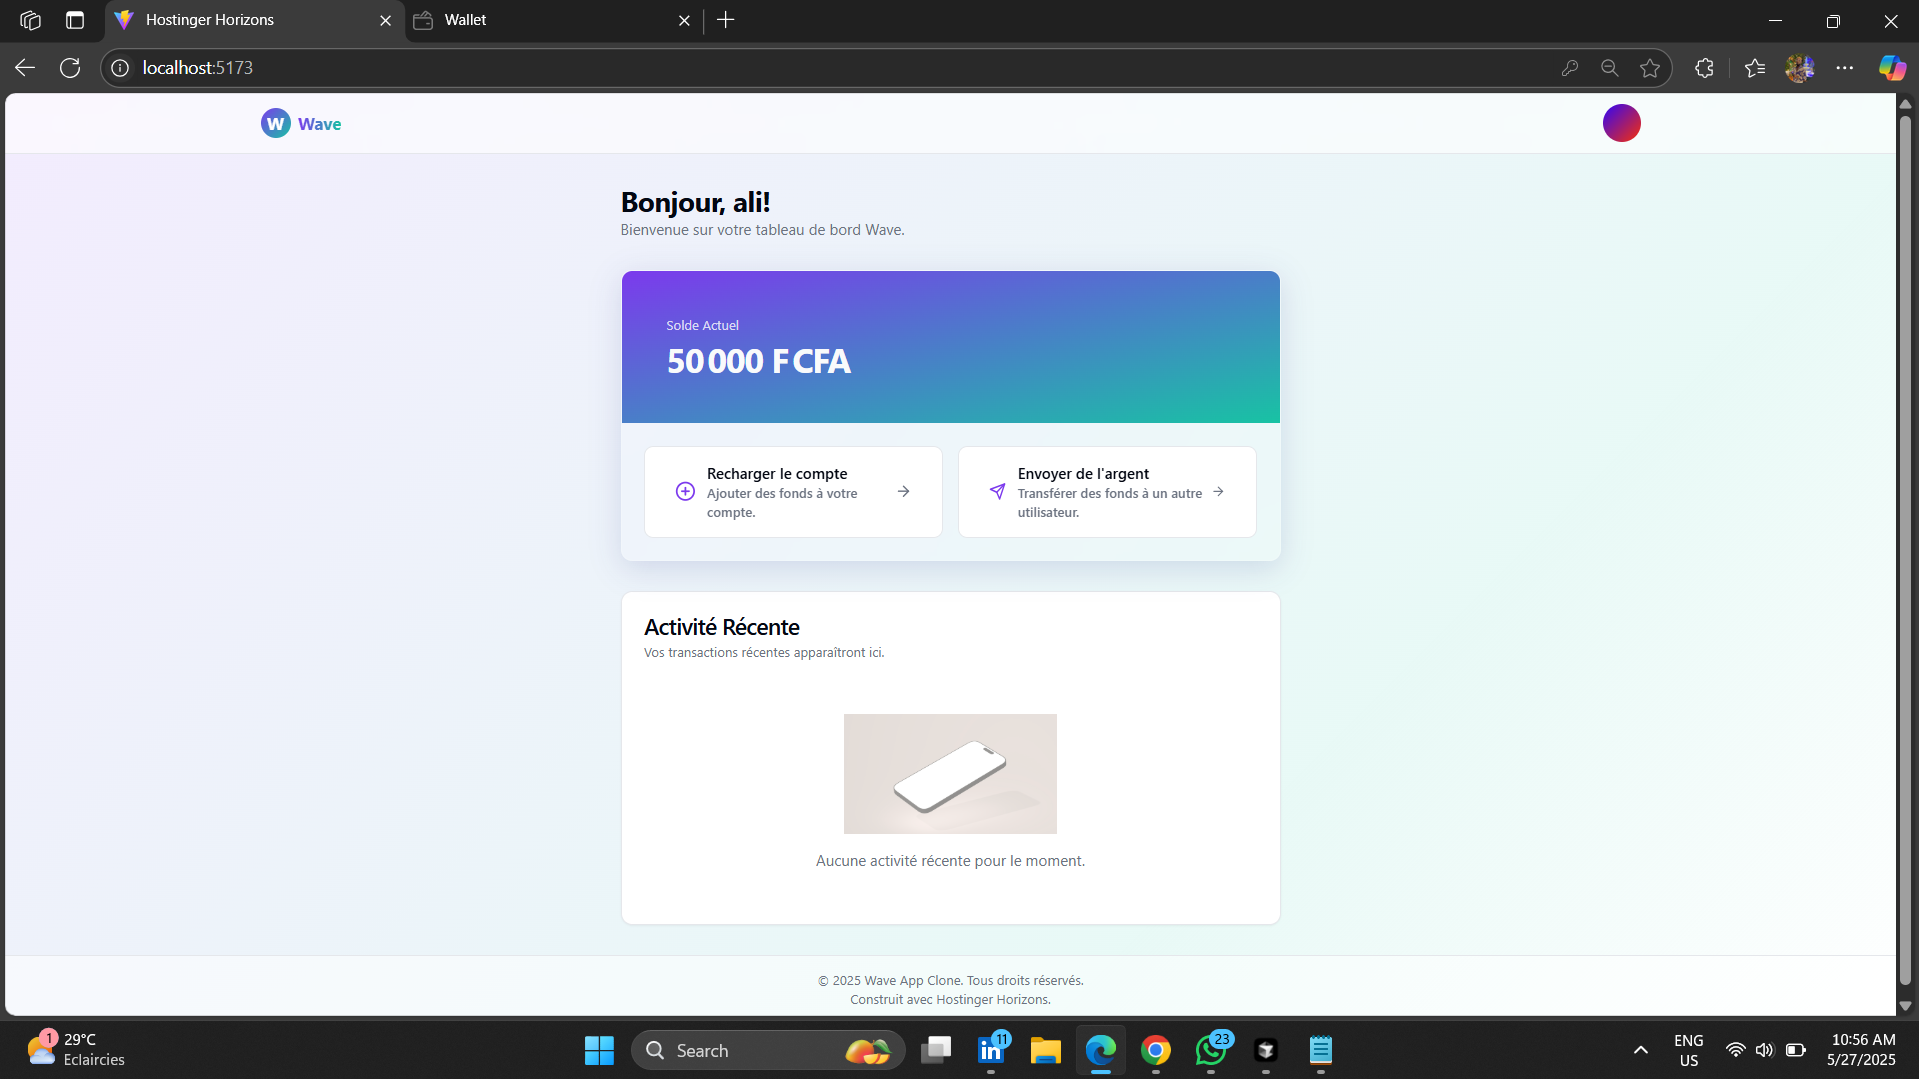 Hostinger Horizons
Wallet
localhost:5173
W Wave
Bonjour, ali!
Bienvenue sur votre tableau de bord Wave.
Solde Actuel
50 000 F CFA
Recharger le compte
Ajouter des fonds à votre
compte.
Envoyer de l'argent
Transférer des fonds à un autre
utilisateur.
Activité Récente
Vos transactions récentes apparaîtront ici.
Aucune activité récente pour le moment.
© 2025 Wave App Clone. Tous droits réservés.
Construit avec Hostinger Horizons.
1
29°C
Eclaircies
Search
11
23
ENG
US
10:56 AM
5/27/2025